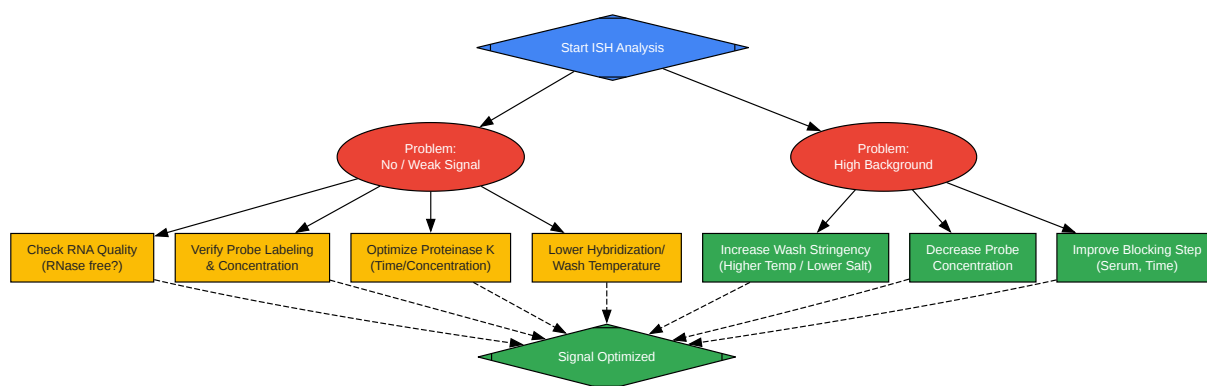 Start ISH Analysis
Problem:
No / Weak Signal
Problem:
High Background
Check RNA Quality
(RNase free?)
Verify Probe Labeling
& Concentration
Optimize Proteinase K
(Time/Concentration)
Lower Hybridization/
Wash Temperature
Increase Wash Stringency
(Higher Temp / Lower Salt)
Decrease Probe
Concentration
Improve Blocking Step
(Serum, Time)
Signal Optimized